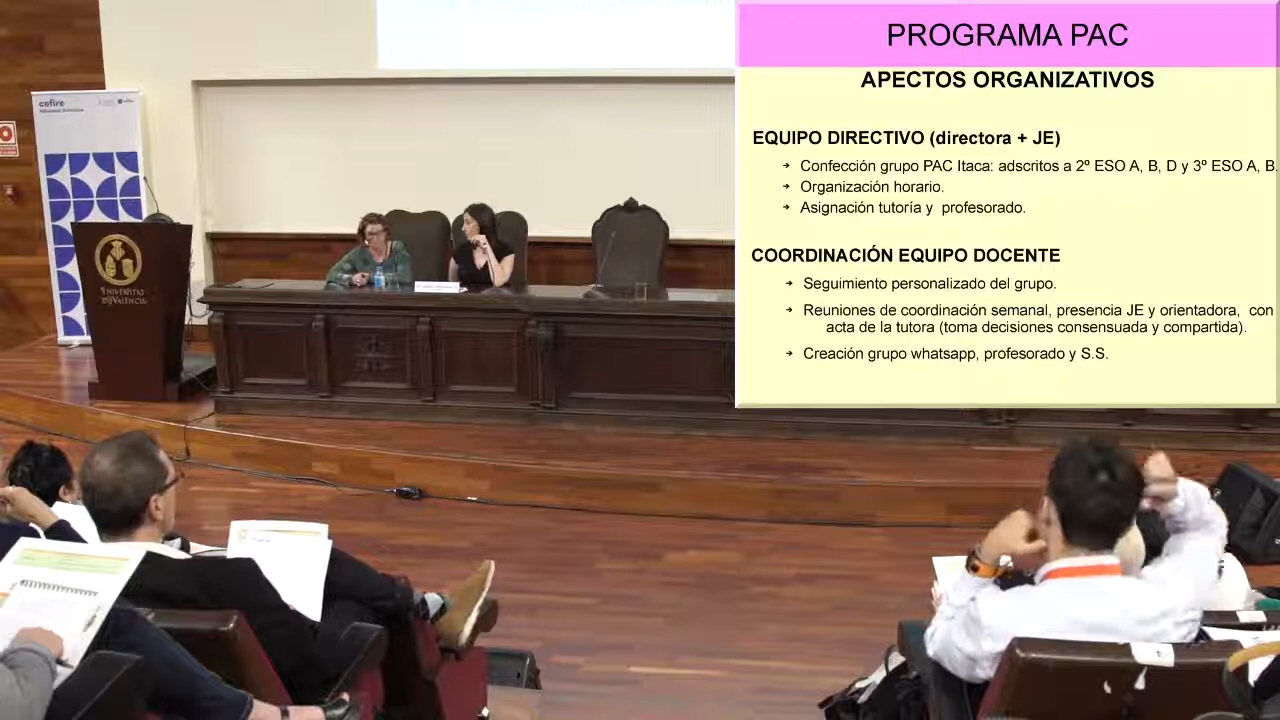 PROGRAMA PAC
APECTOS ORGANIZATIVOS
EQUIPO DIRECTIVO (directora + JE)
Confección grupo PAC Itaca: adscritos a 2º ESO A, B, D y 3º ESO A, B.
Organización horario.
Asignación tutoría y profesorado.
COORDINACIÓN EQUIPO DOCENTE
Seguimiento personalizado del grupo.
Reuniones de coordinación semanal, presencia JE y orientadora, con
acta de la tutora (toma decisiones consensuada y compartida).
Creación grupo whatsapp, profesorado y S.S.
cefire
VNIVERSITAT
DE VALÈNCIA